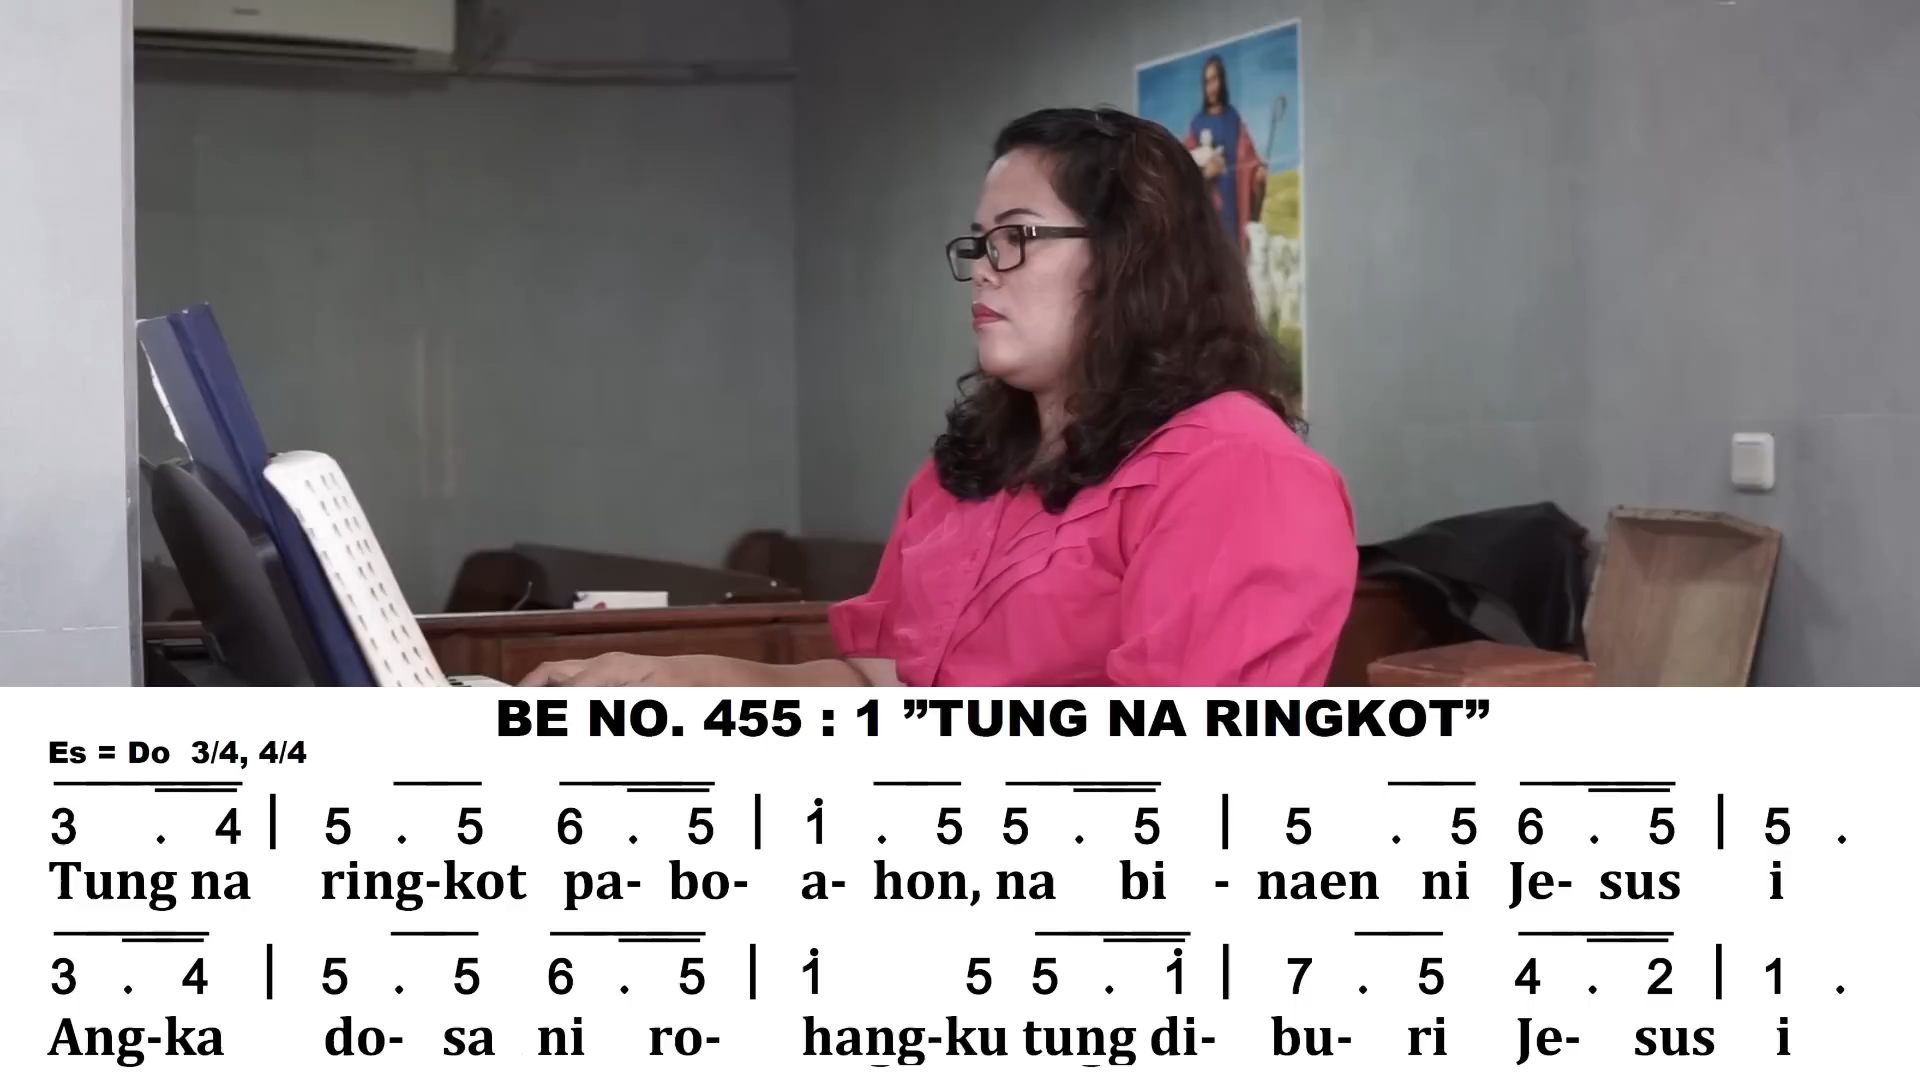 BE NO. 455 : 1 ”TUNG NA RINGKOT”
Es = Do 3/4, 4/4
3 . 4 | 5 . 5 6 . 5 | 1̇ . 5 5 . 5 | 5 . 5 6 . 5 | 5 .
Tung na ring-kot pa- bo- a- hon, na bi - naen ni Je- sus i
3 . 4 | 5 . 5 6 . 5 | 1̇ 5 5 . 1̇ | 7 . 5 4 . 2 | 1 .
Ang-ka do- sa ni ro- hang-ku tung di- bu- ri Je- sus i